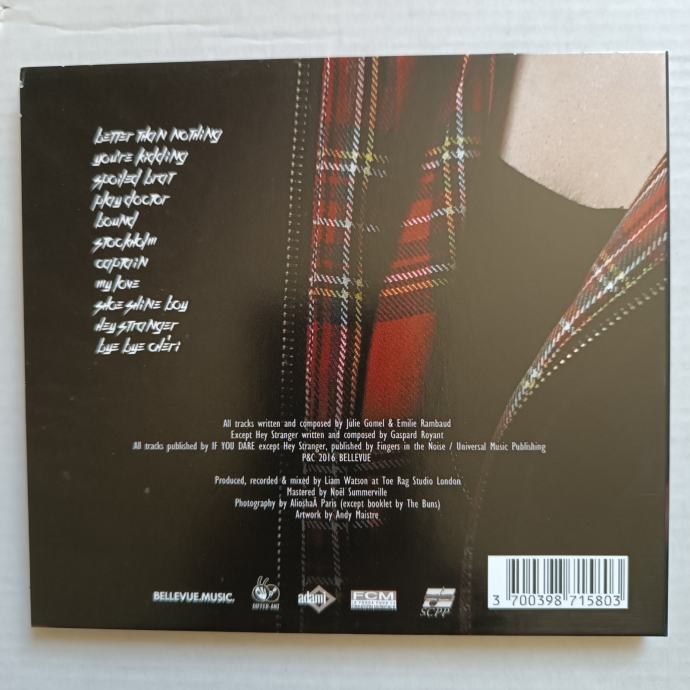 better than nothing
you're kidding
spoiled brat
play doctor
bound
stockholm
captain
my love
shoe shine boy
hey stranger
bye bye chéri
All tracks written and composed by Julie Gomel & Emilie Rambaud
Except Hey Stranger written and composed by Gaspard Royant
All tracks published by IF YOU DARE except Hey Stranger, published by Fingers in the Noise / Universal Music Publishing
P&C 2016 BELLEVUE
Produced, recorded & mixed by Liam Watson at Toe Rag Studio London
Mastered by Noël Summerville
Photography by AlioshaÅ Paris (except booklet by The Buns)
Artwork by Andy Maistre
BELLEVUE.MUSIC.
adami
FCM
SCPP
3 700398 715803